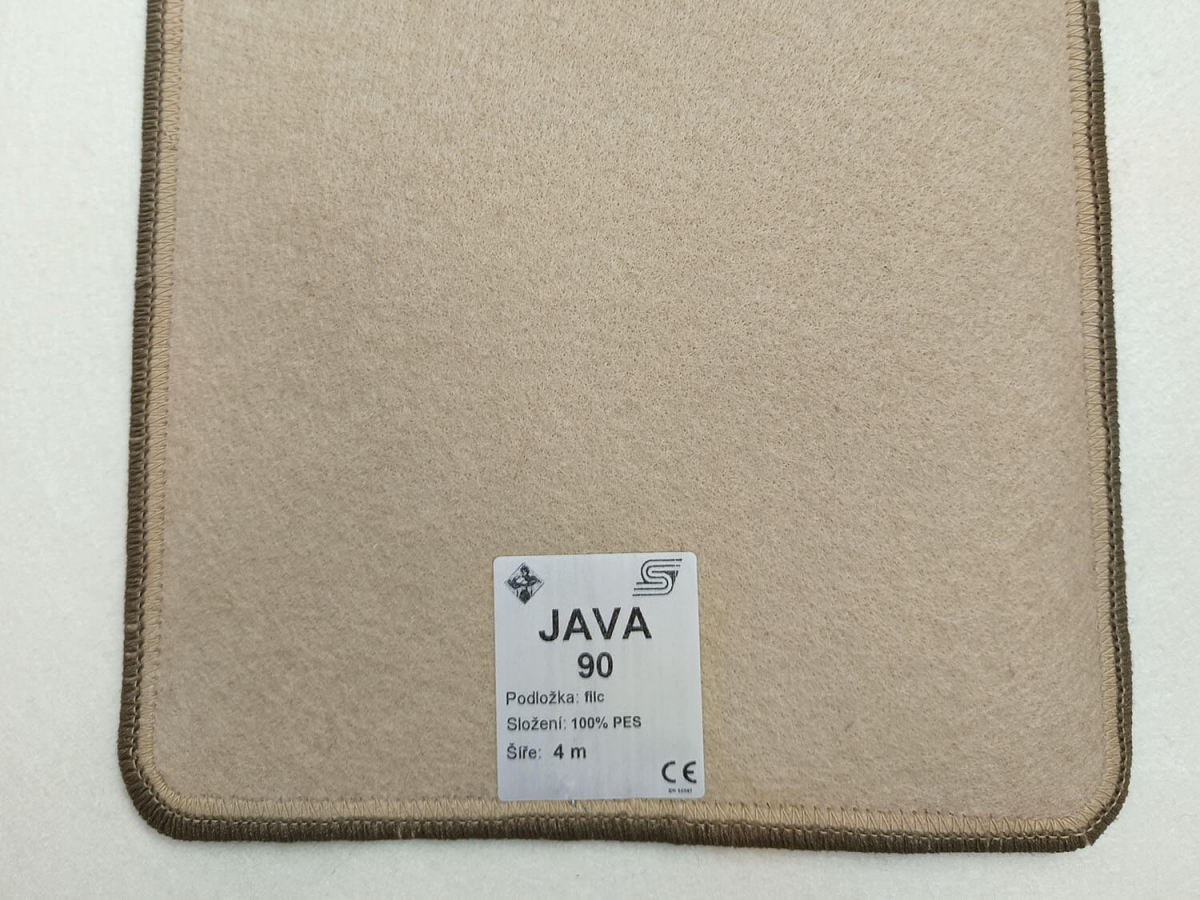 JAVA
90
Podložka: filc
Složení: 100% PES
Šíře: 4 m
CE